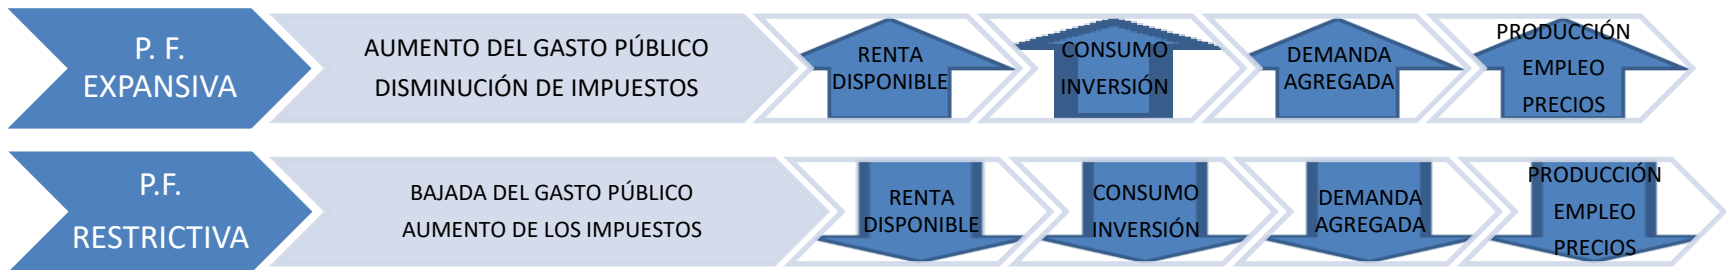 P. F.
EXPANSIVA
AUMENTO DEL GASTO PÚBLICO
DISMINUCIÓN DE IMPUESTOS
RENTA
DISPONIBLE
CONSUMO
INVERSIÓN
DEMANDA
AGREGADA
PRODUCCIÓN
EMPLEO
PRECIOS
P.F.
RESTRICTIVA
BAJADA DEL GASTO PÚBLICO
AUMENTO DE LOS IMPUESTOS
RENTA
DISPONIBLE
CONSUMO
INVERSIÓN
DEMANDA
AGREGADA
PRODUCCIÓN
EMPLEO
PRECIOS